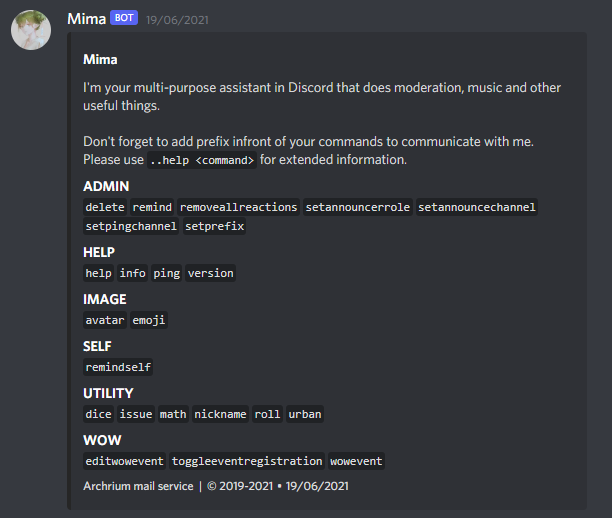 Mima BOT 19/06/2021
Mima
I'm your multi-purpose assistant in Discord that does moderation, music and other
useful things.
Don't forget to add prefix infront of your commands to communicate with me.
Please use ..help <command> for extended information.
ADMIN
delete remind removeallreactions setannouncerrole setannouncechannel
setpingchannel setprefix
HELP
help info ping version
IMAGE
avatar emoji
SELF
remindself
UTILITY
dice issue math nickname roll urban
WOW
editwowevent toggleeventregistration wowevent
Archrium mail service | © 2019-2021 • 19/06/2021